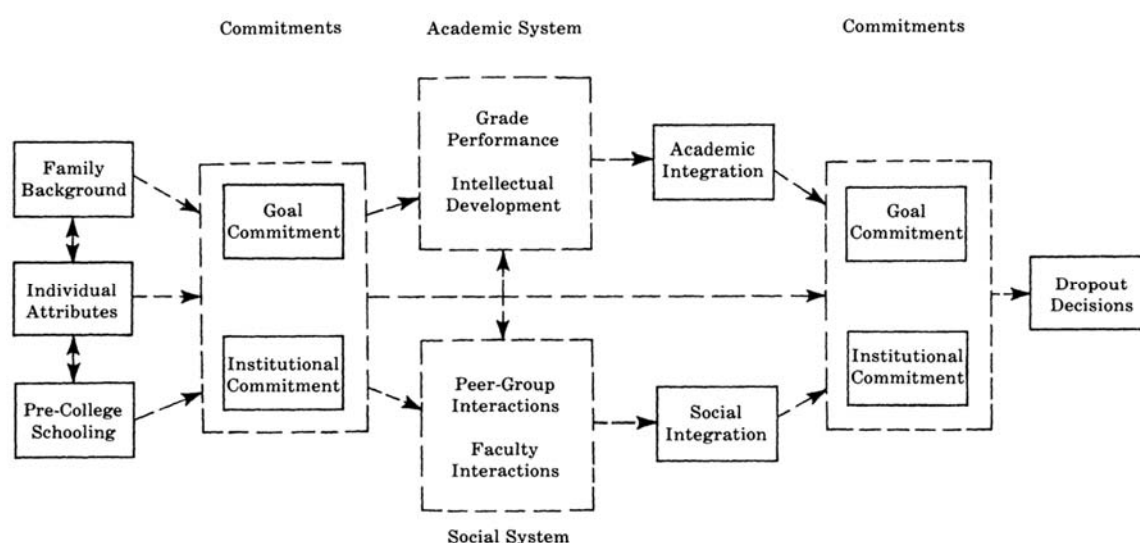 Commitments
Academic System
Commitments
Family
Background
Individual
Attributes
Pre-College
Schooling
Goal
Commitment
Institutional
Commitment
Grade
Performance
Intellectual
Development
Peer-Group
Interactions
Faculty
Interactions
Social System
Academic
Integration
Social
Integration
Goal
Commitment
Institutional
Commitment
Dropout
Decisions